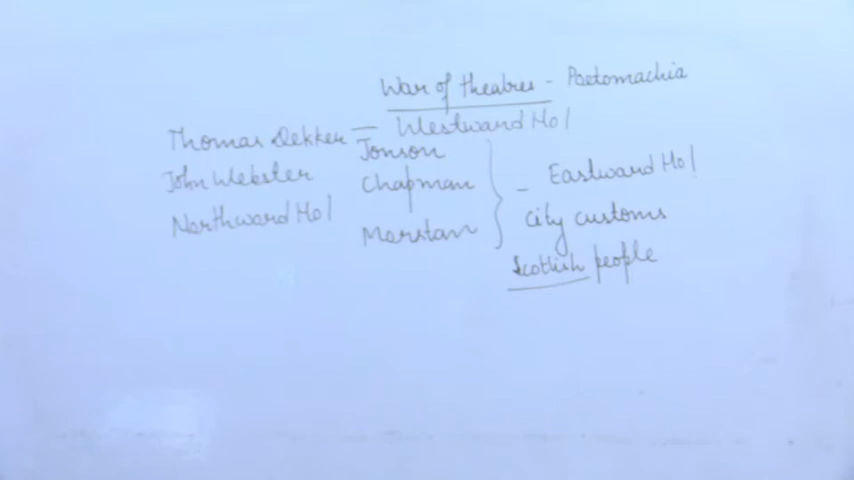 War of theatres - Poetomachia
Thomas Dekker — Westward Ho!
John Webster
Northward Ho!
Jonson
Chapman
Marstan
- Eastward Ho!
City customs
Scottish people